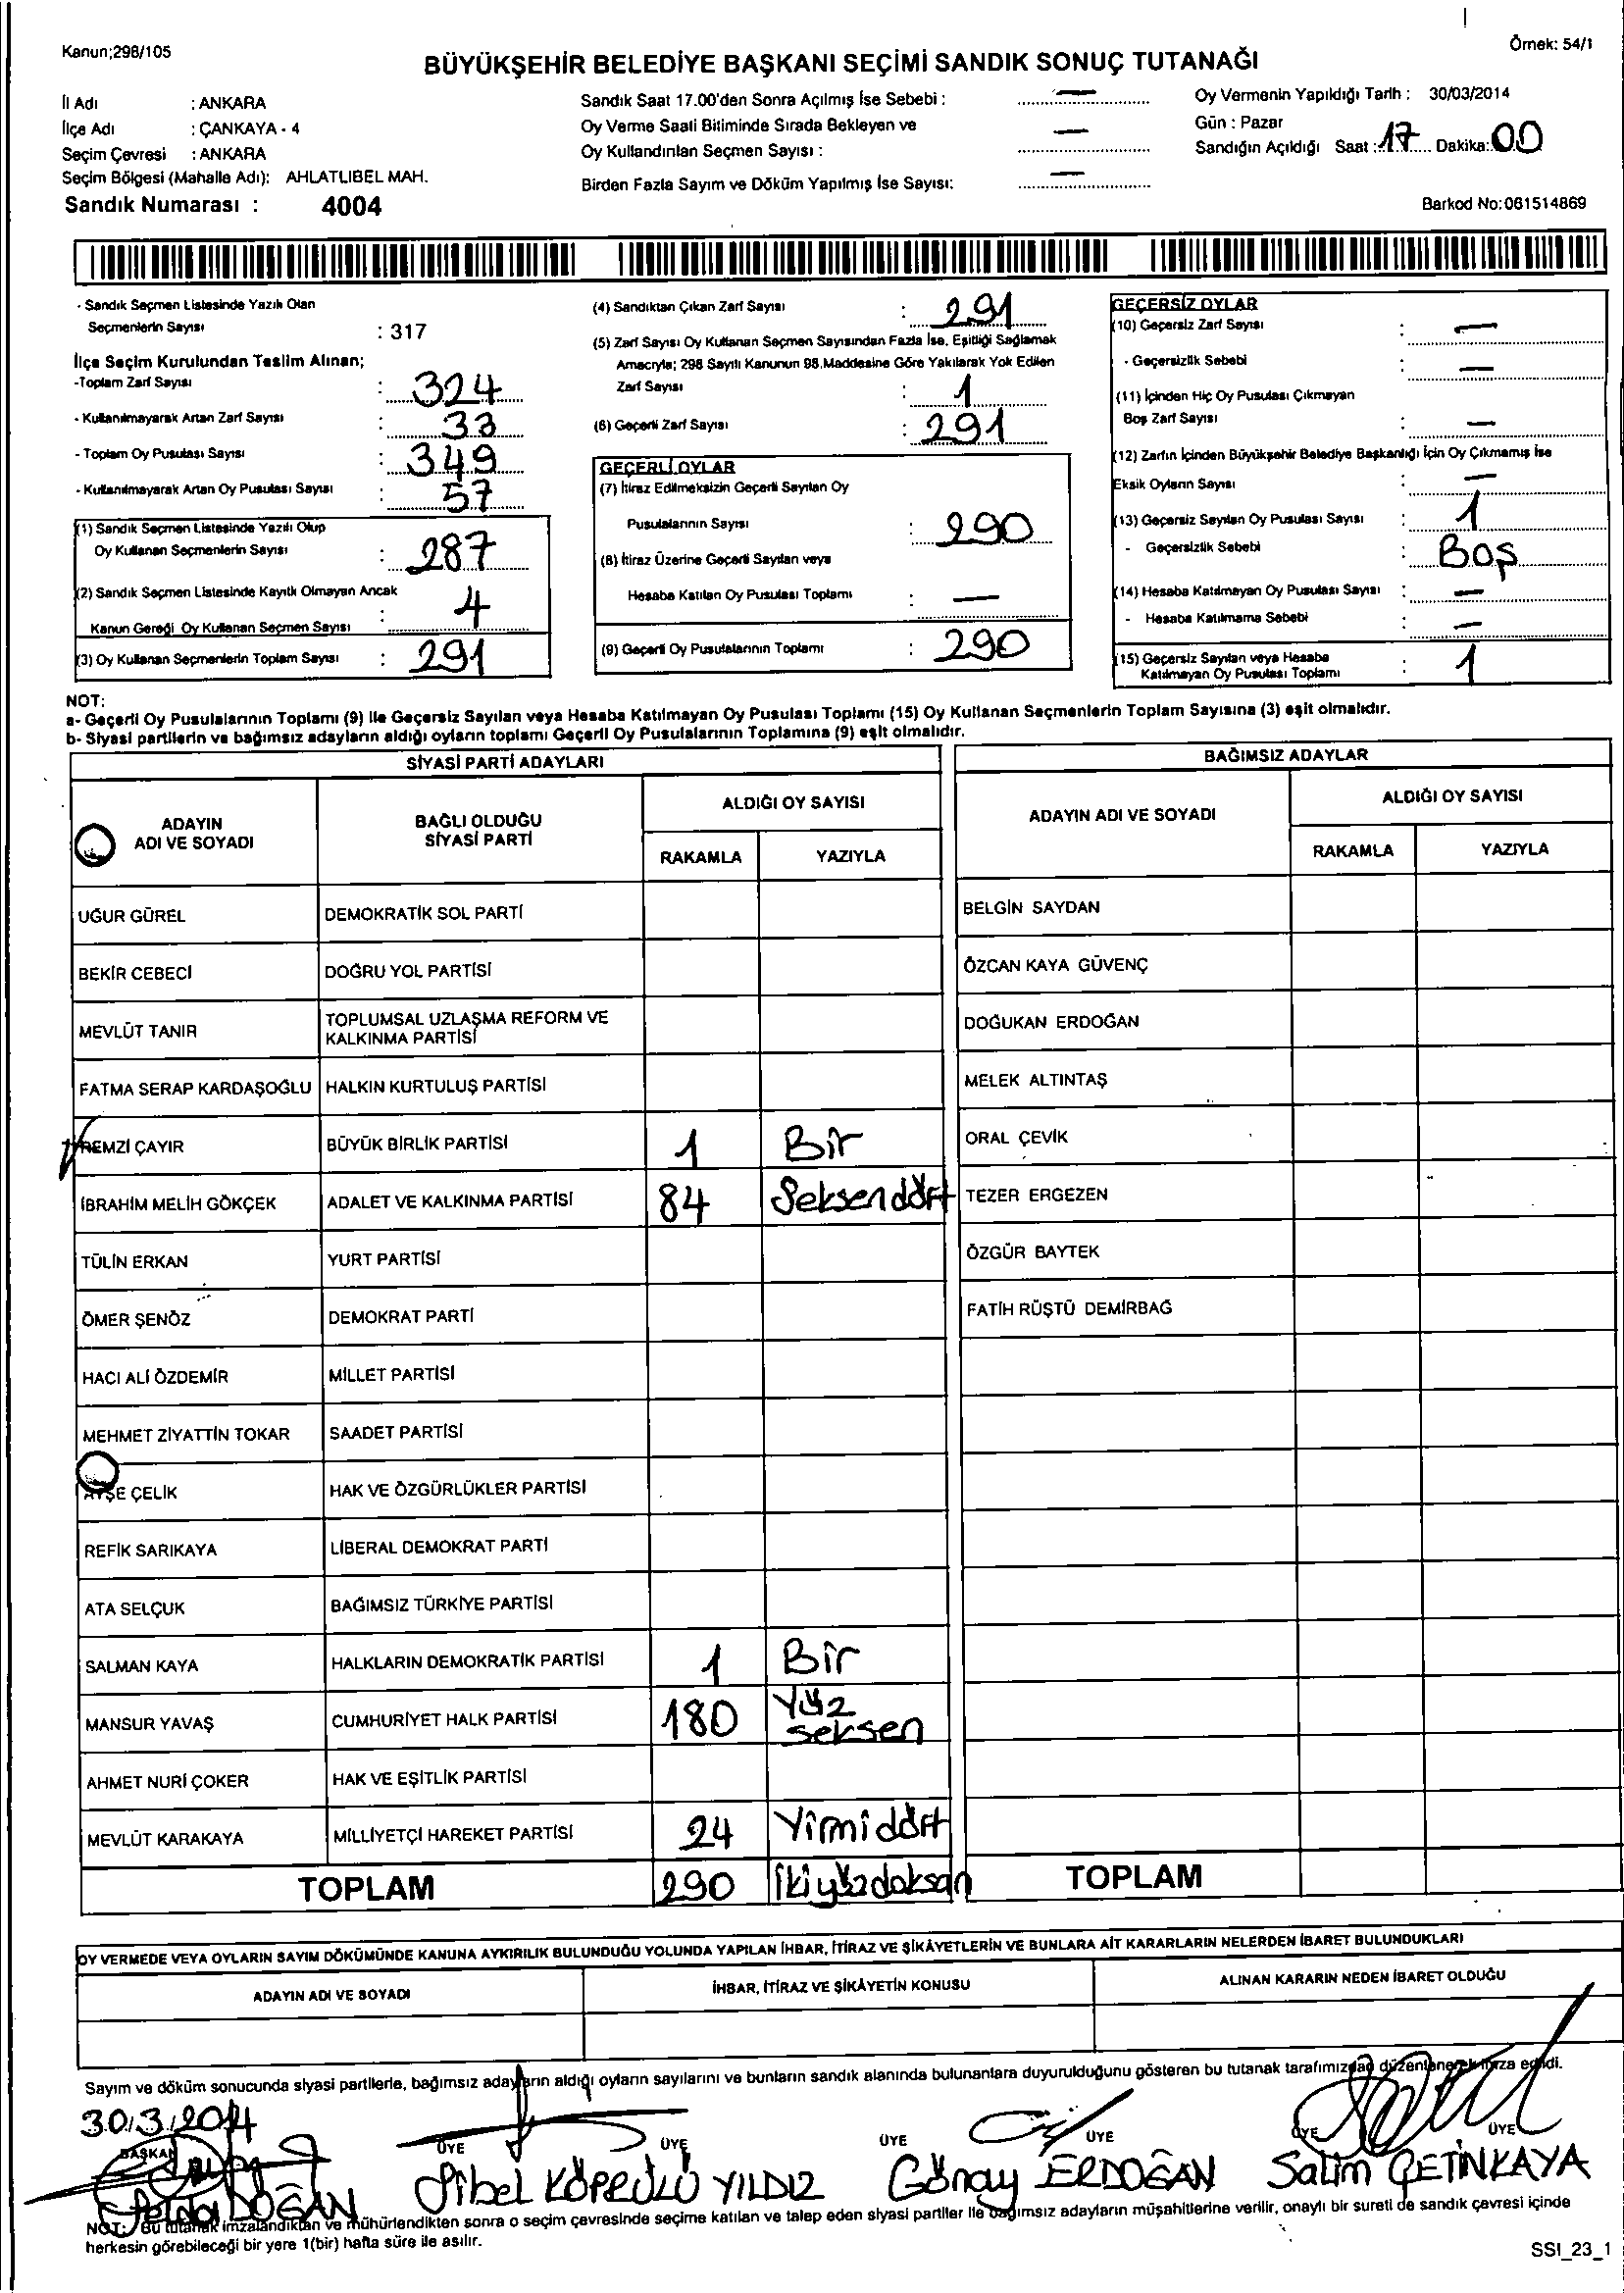 Kanun;298/105
Örnek: 54/1
BÜYÜKŞEHİR BELEDİYE BAŞKANI SEÇİMİ SANDIK SONUÇ TUTANAĞI
İl Adı : ANKARA
İlçe Adı : ÇANKAYA - 4
Seçim Çevresi : ANKARA
Seçim Bölgesi (Mahalle Adı): AHLATLIBEL MAH.
Sandık Numarası : 4004
Sandık Saat 17.00'den Sonra Açılmış İse Sebebi : —
Oy Verme Saati Bitiminde Sırada Bekleyen ve
Oy Kullandırılan Seçmen Sayısı : —
Birden Fazla Sayım ve Döküm Yapılmış İse Sayısı: —
Oy Vermenin Yapıldığı Tarih : 30/03/2014
Gün : Pazar
Sandığın Açıldığı Saat : 17 Dakika: 00
Barkod No:061514869
- Sandık Seçmen Listesinde Yazılı Olan
Seçmenlerin Sayısı : 317
İlçe Seçim Kurulundan Teslim Alınan;
-Toplam Zarf Sayısı : 324
- Kullanılmayarak Artan Zarf Sayısı : 33
- Toplam Oy Pusulası Sayısı : 349
- Kullanılmayarak Artan Oy Pusulası Sayısı : 57
(1) Sandık Seçmen Listesinde Yazılı Olup
Oy Kullanan Seçmenlerin Sayısı : 287
(2) Sandık Seçmen Listesinde Kayıtlı Olmayan Ancak
Kanun Gereği Oy Kullanan Seçmen Sayısı : 4
(3) Oy Kullanan Seçmenlerin Toplam Sayısı : 291
(4) Sandıktan Çıkan Zarf Sayısı : 291
(5) Zarf Sayısı Oy Kullanan Seçmen Sayısından Fazla İse, Eşitliği Sağlamak
Amacıyla; 298 Sayılı Kanunun 98.Maddesine Göre Yakılarak Yok Edilen
Zarf Sayısı : 1
(6) Geçerli Zarf Sayısı : 291
GEÇERLİ OYLAR
(7) İtiraz Edilmeksizin Geçerli Sayılan Oy
Pusulalarının Sayısı : 290
(8) İtiraz Üzerine Geçerli Sayılan veya
Hesaba Katılan Oy Pusulası Toplamı : —
(9) Geçerli Oy Pusulalarının Toplamı : 290
GEÇERSİZ OYLAR
(10) Geçersiz Zarf Sayısı : —
- Geçersizlik Sebebi : —
(11) İçinden Hiç Oy Pusulası Çıkmayan
Boş Zarf Sayısı : —
(12) Zarfın İçinden Büyükşehir Belediye Başkanlığı İçin Oy Çıkmamış İse
Eksik Oyların Sayısı : —
(13) Geçersiz Sayılan Oy Pusulası Sayısı : 1
- Geçersizlik Sebebi : Boş
(14) Hesaba Katılmayan Oy Pusulası Sayısı : —
- Hesaba Katılmama Sebebi : —
(15) Geçersiz Sayılan veya Hesaba
Katılmayan Oy Pusulası Toplamı : 1
NOT:
a- Geçerli Oy Pusulalarının Toplamı (9) ile Geçersiz Sayılan veya Hesaba Katılmayan Oy Pusulası Toplamı (15) Oy Kullanan Seçmenlerin Toplam Sayısına (3) eşit olmalıdır.
b- Siyasi partilerin ve bağımsız adayların aldığı oyların toplamı Geçerli Oy Pusulalarının Toplamına (9) eşit olmalıdır.
SİYASİ PARTİ ADAYLARI
ADAYIN ADI VE SOYADI
BAĞLI OLDUĞU SİYASİ PARTİ
ALDIĞI OY SAYISI
RAKAMLA YAZIYLA
UĞUR GÜREL DEMOKRATİK SOL PARTİ
BEKİR CEBECİ DOĞRU YOL PARTİSİ
MEVLÜT TANIR TOPLUMSAL UZLAŞMA REFORM VE KALKINMA PARTİSİ
FATMA SERAP KARDAŞOĞLU HALKIN KURTULUŞ PARTİSİ
REMZİ ÇAYIR BÜYÜK BİRLİK PARTİSİ 1 Bir
İBRAHİM MELİH GÖKÇEK ADALET VE KALKINMA PARTİSİ 84 Seksendört
TÜLİN ERKAN YURT PARTİSİ
ÖMER ŞENÖZ DEMOKRAT PARTİ
HACI ALİ ÖZDEMİR MİLLET PARTİSİ
MEHMET ZİYATTİN TOKAR SAADET PARTİSİ
AYŞE ÇELİK HAK VE ÖZGÜRLÜKLER PARTİSİ
REFİK SARIKAYA LİBERAL DEMOKRAT PARTİ
ATA SELÇUK BAĞIMSIZ TÜRKİYE PARTİSİ
SALMAN KAYA HALKLARIN DEMOKRATİK PARTİSİ 1 Bir
MANSUR YAVAŞ CUMHURİYET HALK PARTİSİ 180 Yüz seksen
AHMET NURİ ÇOKER HAK VE EŞİTLİK PARTİSİ
MEVLÜT KARAKAYA MİLLİYETÇİ HAREKET PARTİSİ 24 Yirmidört
TOPLAM 290 İkiyüzdoksan
BAĞIMSIZ ADAYLAR
ADAYIN ADI VE SOYADI
ALDIĞI OY SAYISI
RAKAMLA YAZIYLA
BELGİN SAYDAN
ÖZCAN KAYA GÜVENÇ
DOĞUKAN ERDOĞAN
MELEK ALTINTAŞ
ORAL ÇEVİK
TEZER ERGEZEN
ÖZGÜR BAYTEK
FATİH RÜŞTÜ DEMİRBAĞ
TOPLAM
OY VERMEDE VEYA OYLARIN SAYIM DÖKÜMÜNDE KANUNA AYKIRILIK BULUNDUĞU YOLUNDA YAPILAN İHBAR, İTİRAZ VE ŞİKÂYETLERİN VE BUNLARA AİT KARARLARIN NELERDEN İBARET BULUNDUKLARI
ADAYIN ADI VE SOYADI İHBAR, İTİRAZ VE ŞİKÂYETİN KONUSU ALINAN KARARIN NEDEN İBARET OLDUĞU
Sayım ve döküm sonucunda siyasi partilerle, bağımsız adayların aldığı oyların sayılarını ve bunların sandık alanında bulunanlara duyurulduğunu gösteren bu tutanak tarafımızdan düzenlenerek imza edildi.
30.3.2014
BAŞKAN ÜYE ÜYE ÜYE ÜYE ÜYE ÜYE
DOĞAN Sibel KÖPRÜLÜ YILDIZ Günay ERDOĞAN Salim ÇETİNKAYA
NOT: Bu tutanak imzalandıktan ve mühürlendikten sonra o seçim çevresinde seçime katılan ve talep eden siyasi partiler ile bağımsız adayların müşahitlerine verilir, onaylı bir sureti de sandık çevresi içinde
herkesin görebileceği bir yere 1(bir) hafta süre ile asılır.
SSI_23_1